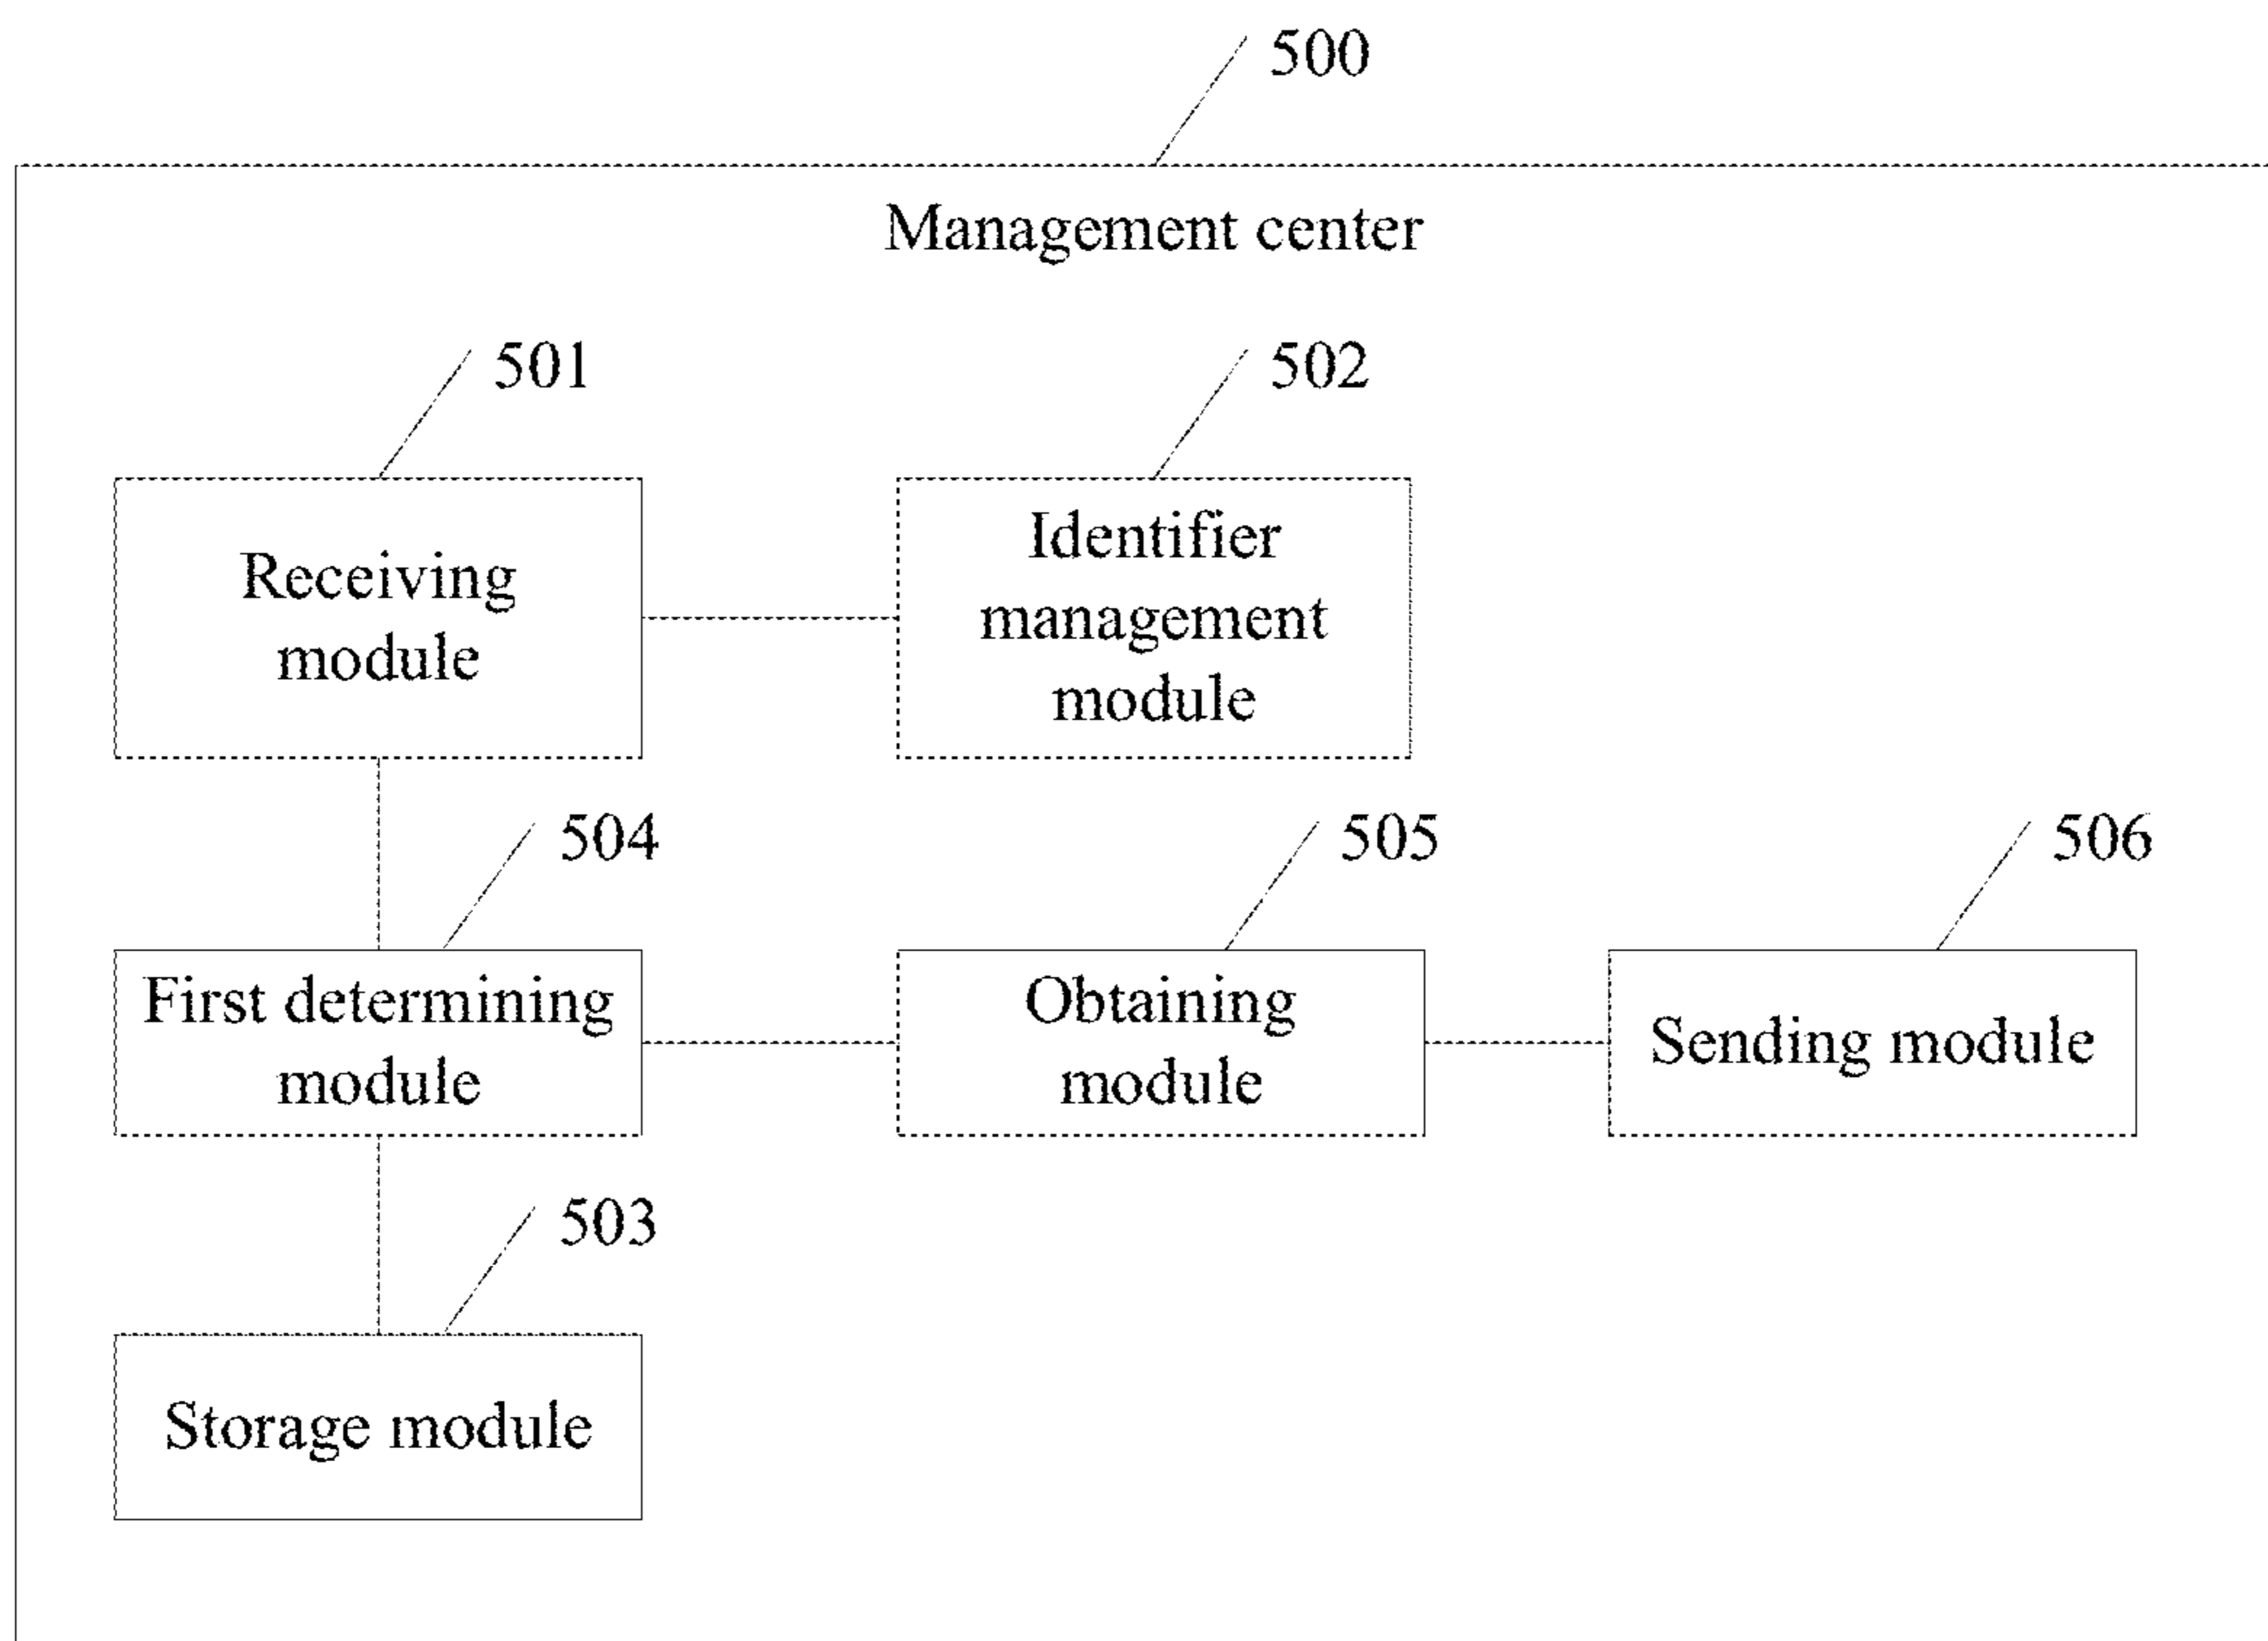 500
Management center
501
502
Receiving
module
Identifier
management
module
504
505
506
First determining
module
Obtaining
module
Sending module
503
Storage module